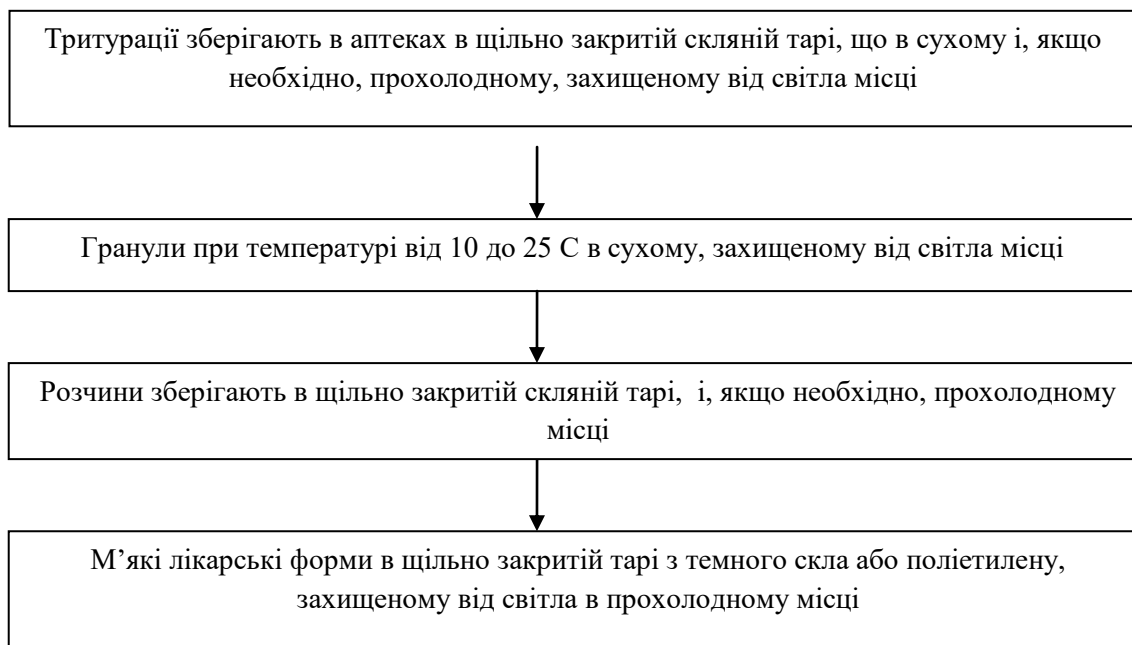 Тритурації зберігають в аптеках в щільно закритій скляній тарі, що в сухому і, якщо
необхідно, прохолодному, захищеному від світла місці
Гранули при температурі від 10 до 25 С в сухому, захищеному від світла місці
Розчини зберігають в щільно закритій скляній тарі,  і, якщо необхідно, прохолодному
місці
М’які лікарські форми в щільно закритій тарі з темного скла або поліетилену,
захищеному від світла в прохолодному місці